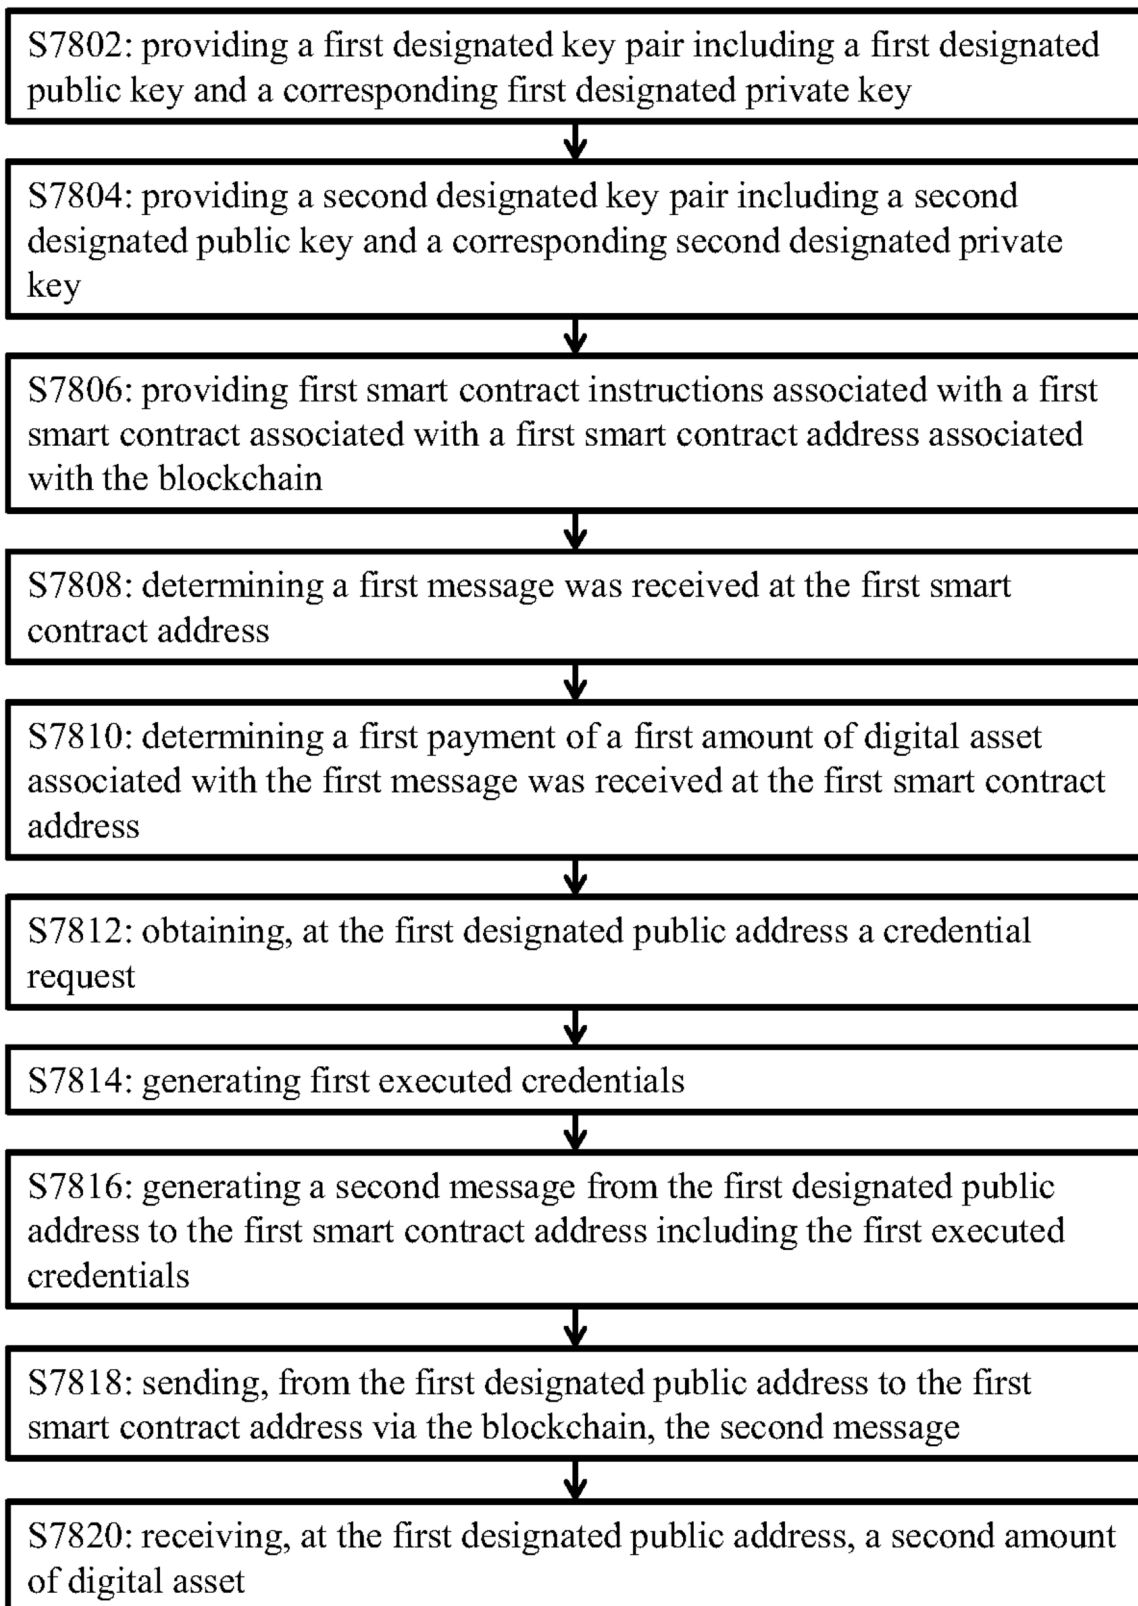 S7802: providing a first designated key pair including a first designated
public key and a corresponding first designated private key
S7804: providing a second designated key pair including a second
designated public key and a corresponding second designated private
key
S7806: providing first smart contract instructions associated with a first
smart contract associated with a first smart contract address associated
with the blockchain
S7808: determining a first message was received at the first smart
contract address
S7810: determining a first payment of a first amount of digital asset
associated with the first message was received at the first smart contract
address
S7812: obtaining, at the first designated public address a credential
request
S7814: generating first executed credentials
S7816: generating a second message from the first designated public
address to the first smart contract address including the first executed
credentials
S7818: sending, from the first designated public address to the first
smart contract address via the blockchain, the second message
S7820: receiving, at the first designated public address, a second amount
of digital asset